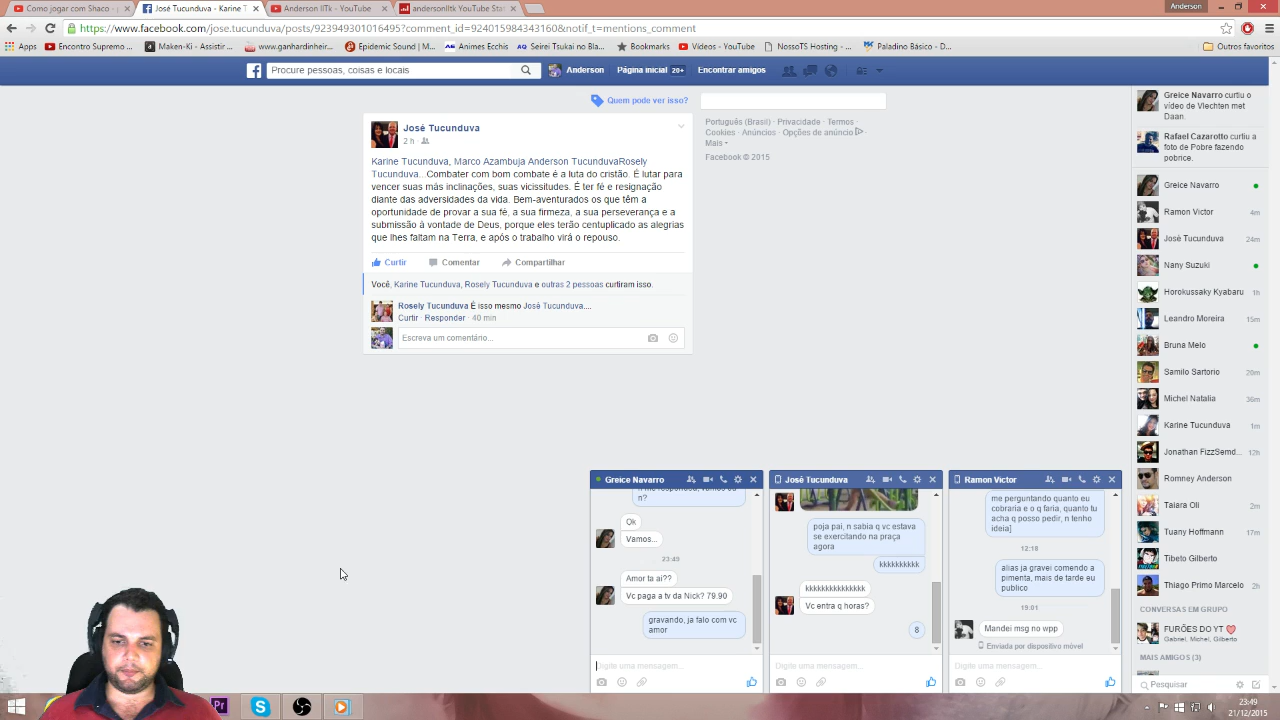 Como jogar com Shaco -
José Tucunduva - Karine T
Anderson IITk - YouTube
andersonIITutucunduva St
Anderson
https://www.facebook.com/jose.tucunduva/posts/923949301016495?comment_id=924015984343160&notif_t=mentions_comment
Apps
Encontro Supremo ...
Maken-Ki - Assistir ...
www.ganhardinheir...
Epidemic Sound - M...
Animes Ecchis
Seirei Tsukai no Bla...
Bookmarks
Vídeos - YouTube
NossoTS Hosting - ...
Paladino Básico - ...
Outros favoritos
Procure pessoas, coisas e locais
Anderson
Página inicial 20+
Encontrar amigos
Quem pode ver isso?
José Tucunduva
2 h
Karine Tucunduva, Marco Azambuja Anderson TucunduvaRosely
Tucunduva.. Combater com bom combate é a luta do cristão. É lutar para
vencer suas más inclinações, suas vicissitudes. É ter fé e resignação
diante das adversidades da vida. Bem-aventurados os que têm a
oportunidade de provar a sua fé, a sua firmeza, a sua perseverança e a
submissão à vontade de Deus, porque eles terão centuplicado as alegrias
que lhes faltam na Terra, e após o trabalho virá o repouso.
Curtir Comentar Compartilhar
Você, Karine Tucunduva, Rosely Tucunduva e outras 2 pessoas curtiram isso.
Rosely Tucunduva É isso mesmo José Tucunduva....
Curtir · Responder · 40 min
Escreva um comentário...
Português (Brasil) · Privacidade · Termos ·
Cookies · Anúncios · Opções de anúncio ·
Mais
Facebook © 2015
Greice Navarro curtiu o
vídeo de Vlechten met
Daan.
Rafael Cazarotto curtiu a
foto de Pobre fazendo
pobrice.
Greice Navarro
Ramon Victor 4m
José Tucunduva 24m
Nany Suzuki
Horokussaky Kyabaru 1h
Leandro Moreira 15m
Bruna Melo
Samilo Sartorio 20m
Michel Natalia 36m
Karine Tucunduva 1m
Jonathan FizzSemd... 12h
Romney Anderson
Taiara Oli 2m
Tuany Hoffmann 17m
Tibeto Gilberto
Thiago Primo Marcelo 2h
CONVERSAS EM GRUPO
FURÕES DO YT
Gabriel, Michel, Gilberto
MAIS AMIGOS (3)
Pesquisar
Greice Navarro
n?
Ok
Vamos...
23:49
Amor ta ai??
Vc paga a tv da Nick? 79.90
gravando, ja falo com vc
amor
Digite uma mensagem...
José Tucunduva
poja pai, n sabia q vc estava
se exercitando na praça
agora
kkkkkkkkkk
kkkkkkkkkkkkkkk
Vc entra q horas?
8
Digite uma mensagem...
Ramon Victor
me perguntando quanto eu
cobraria e o q faria, quanto tu
acha q posso pedir, n tenho
ideia]
12:18
alias ja gravei comendo a
pimenta, mais de tarde eu
publico
19:01
Mandei msg no wpp
Enviada por dispositivo móvel
Digite uma mensagem...
Pr
23:49
21/12/2015